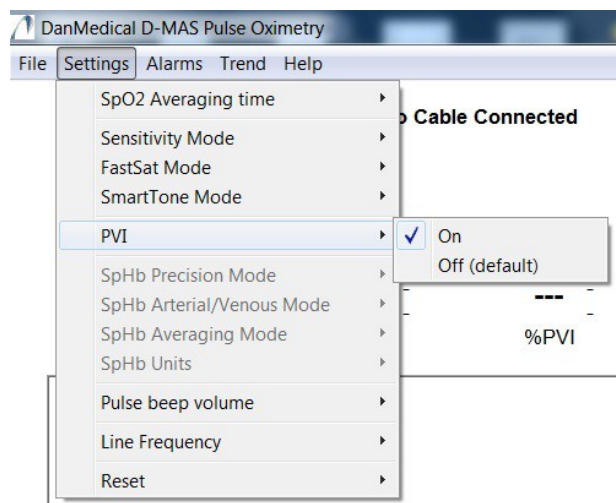 DanMedical D-MAS Pulse Oximetry
File Settings Alarms Trend Help
SpO2 Averaging time
Cable Connected
Sensitivity Mode
FastSat Mode
SmartTone Mode
PVI
On
Off (default)
SpHb Precision Mode
SpHb Arterial/Venous Mode
---
SpHb Averaging Mode
%PVI
SpHb Units
Pulse beep volume
Line Frequency
Reset